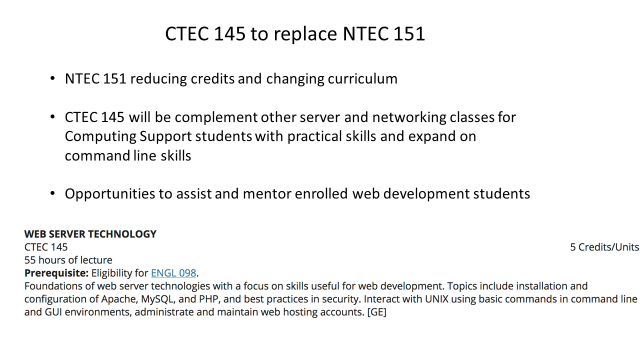 CTEC 145 to replace NTEC 151
• NTEC 151 reducing credits and changing curriculum
• CTEC 145 will be complement other server and networking classes for
Computing Support students with practical skills and expand on
command line skills
• Opportunities to assist and mentor enrolled web development students
WEB SERVER TECHNOLOGY
CTEC 145 5 Credits/Units
55 hours of lecture
Prerequisite: Eligibility for ENGL 098.
Foundations of web server technologies with a focus on skills useful for web development. Topics include installation and
configuration of Apache, MySQL, and PHP, and best practices in security. Interact with UNIX using basic commands in command line
and GUI environments, administrate and maintain web hosting accounts. [GE]